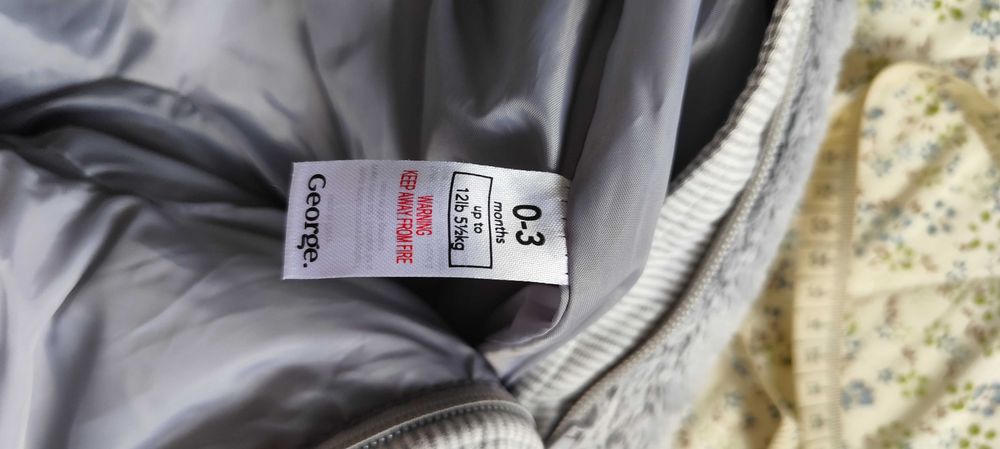 0-3
months
up to
12lb 5½kg
WARNING
KEEP AWAY FROM FIRE
George.